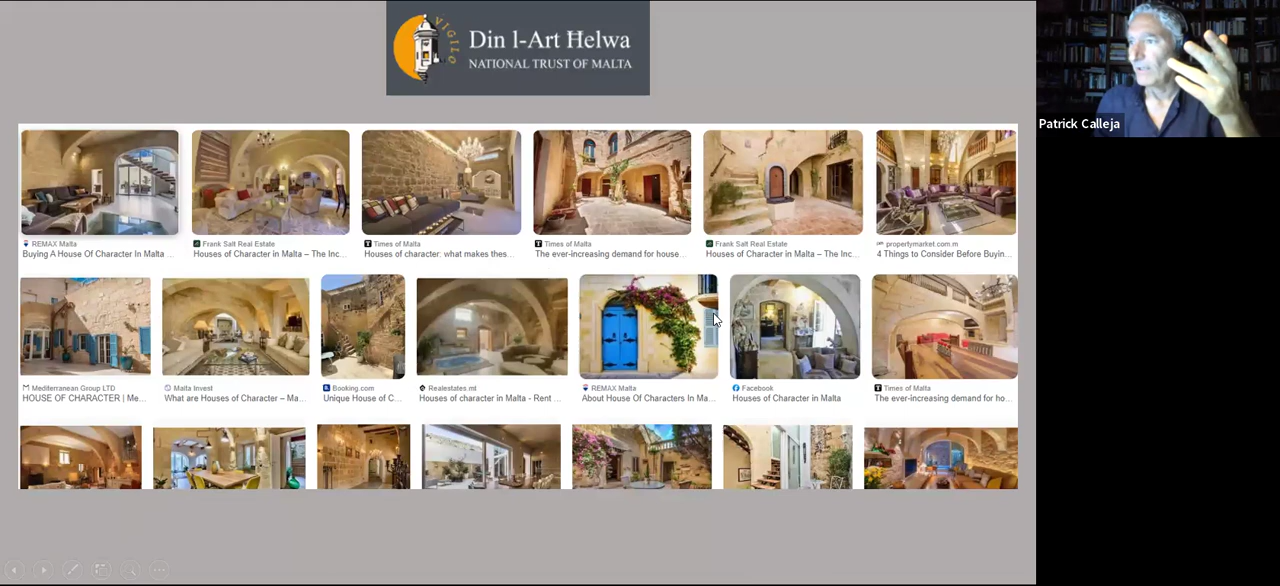 VIGILO
Din l-Art Ħelwa
NATIONAL TRUST OF MALTA
Patrick Calleja
REMAX Malta
Buying A House Of Character In Malta ...
Frank Salt Real Estate
Houses of Character in Malta – The Inc...
Times of Malta
Houses of character: what makes thes...
Times of Malta
The ever-increasing demand for house...
Frank Salt Real Estate
Houses of Character in Malta – The Inc...
propertymarket.com.m
4 Things to Consider Before Buyin...
Mediterranean Group LTD
HOUSE OF CHARACTER | Me...
Malta Invest
What are Houses of Character – Ma...
Booking.com
Unique House of C...
Realestates.mt
Houses of character in Malta - Rent ...
REMAX Malta
About House Of Characters In Ma...
Facebook
Houses of Character in Malta
Times of Malta
The ever-increasing demand for ho...